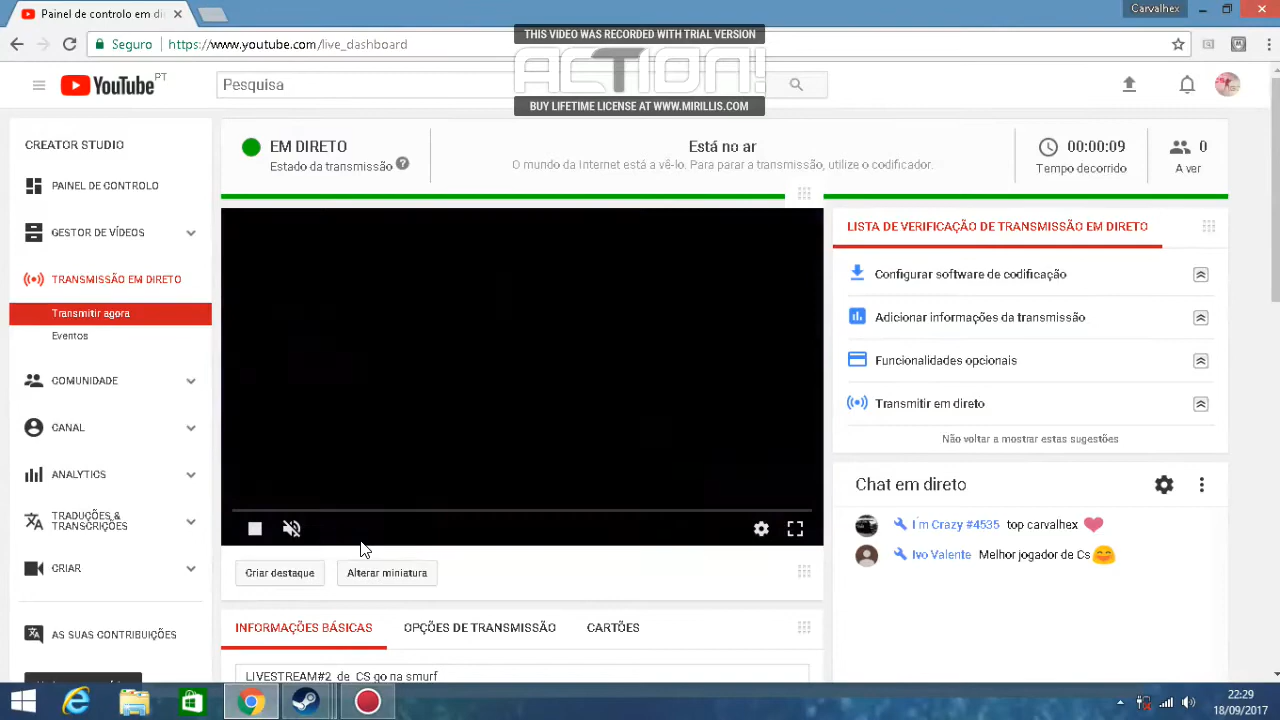 Painel de controlo em di
Carvalhex
Seguro
https://www.youtube.com/live_dashboard
THIS VIDEO WAS RECORDED WITH TRIAL VERSION
ACTION!
BUY LIFETIME LICENSE AT WWW.MIRILLIS.COM
YouTube PT
Pesquisa
CREATOR STUDIO
PAINEL DE CONTROLO
GESTOR DE VÍDEOS
TRANSMISSÃO EM DIRETO
Transmitir agora
Eventos
COMUNIDADE
CANAL
ANALYTICS
TRADUÇÕES &
TRANSCRIÇÕES
CRIAR
AS SUAS CONTRIBUIÇÕES
EM DIRETO
Estado da transmissão ?
Está no ar
O mundo da Internet está a vê-lo. Para parar a transmissão, utilize o codificador.
00:00:09
Tempo decorrido
0
A ver
Criar destaque
Alterar miniatura
INFORMAÇÕES BÁSICAS
OPÇÕES DE TRANSMISSÃO
CARTÕES
LIVESTREAM#2 de CS go na smurf
LISTA DE VERIFICAÇÃO DE TRANSMISSÃO EM DIRETO
Configurar software de codificação
Adicionar informações da transmissão
Funcionalidades opcionais
Transmitir em direto
Não voltar a mostrar estas sugestões
Chat em direto
I'm Crazy #4535 top carvalhex ❤
Ivo Valente Melhor jogador de Cs 😊
22:29
18/09/2017